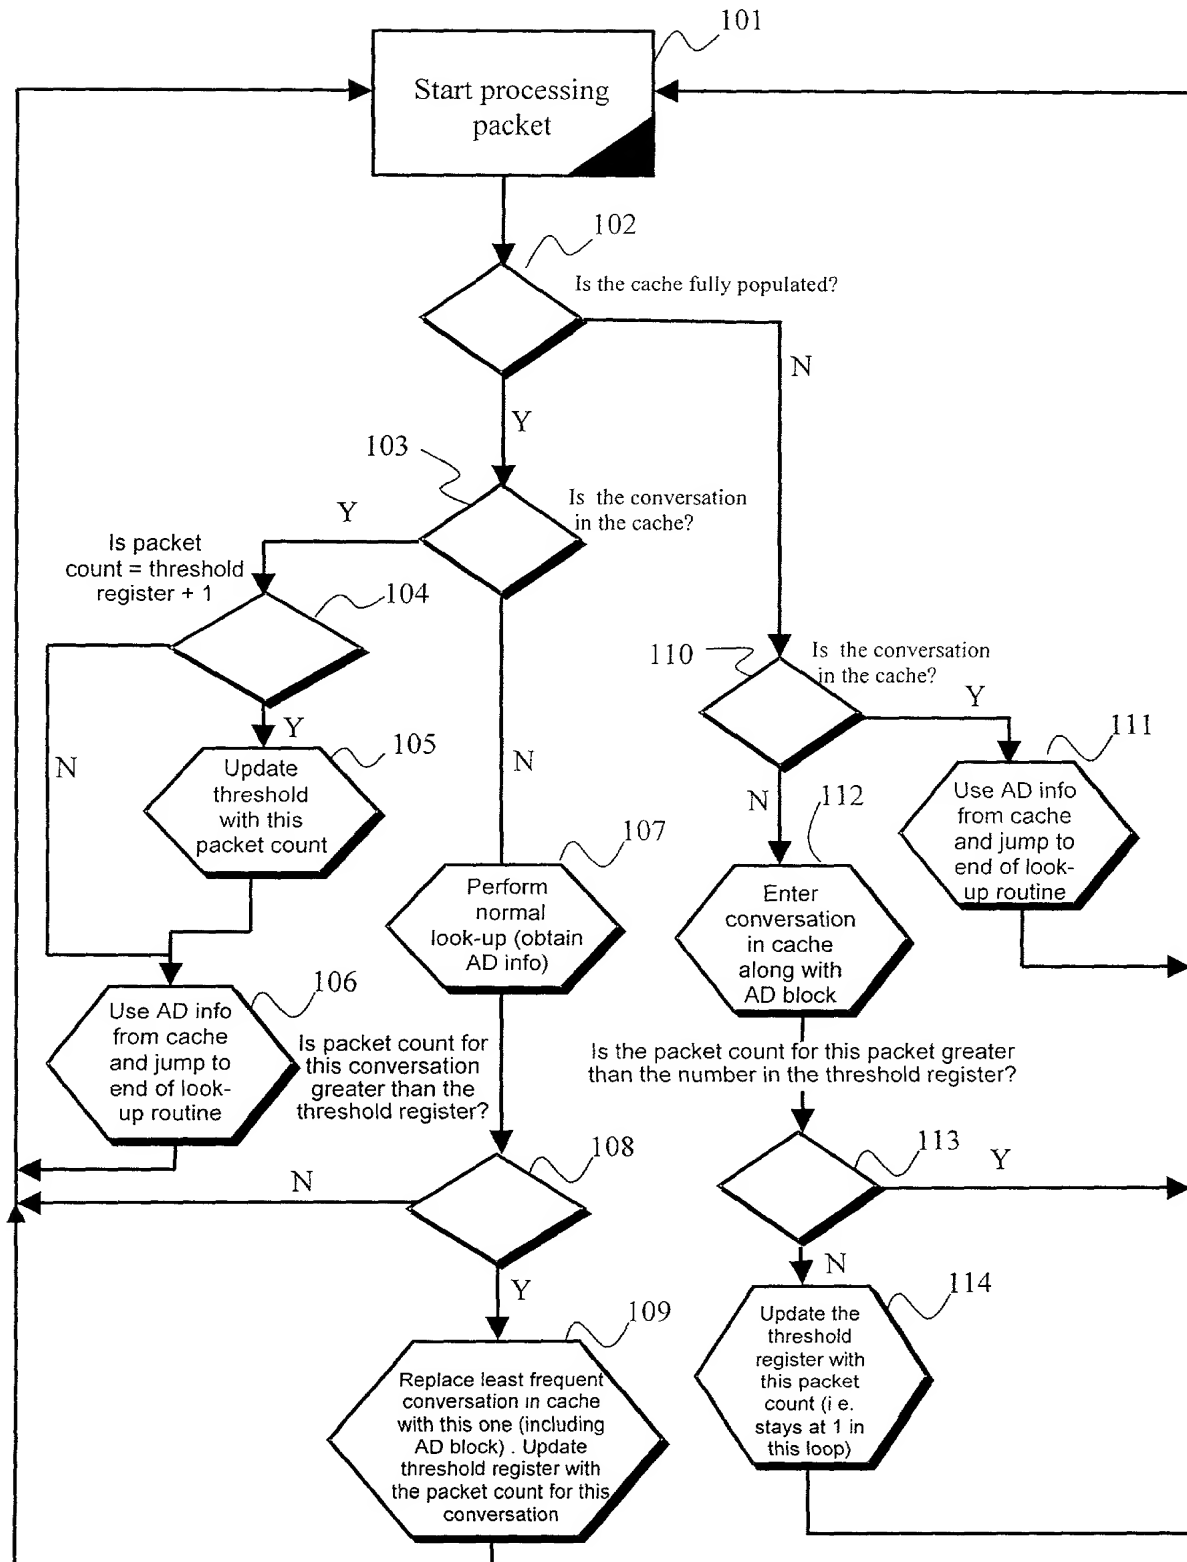 101
Start processing
packet
102
Is the cache fully populated?
N
Y
103
Is the conversation
in the cache?
Y
Is packet
count = threshold
register + 1
104
N
Y
105
Update
threshold
with this
packet count
N
110
Is the conversation
in the cache?
Y
111
Use AD info
from cache
and jump to
end of look-
up routine
N
112
107
Perform
normal
look-up (obtain
AD info)
Enter
conversation
in cache
along with
AD block
106
Use AD info
from cache
and jump to
end of look-
up routine
Is packet count for
this conversation
greater than the
threshold register?
Is the packet count for this packet greater
than the number in the threshold register?
108
N
Y
113
Y
N
114
Update the
threshold
register with
this packet
count (i e.
stays at 1 in
this loop)
109
Replace least frequent
conversation in cache
with this one (including
AD block) . Update
threshold register with
the packet count for this
conversation